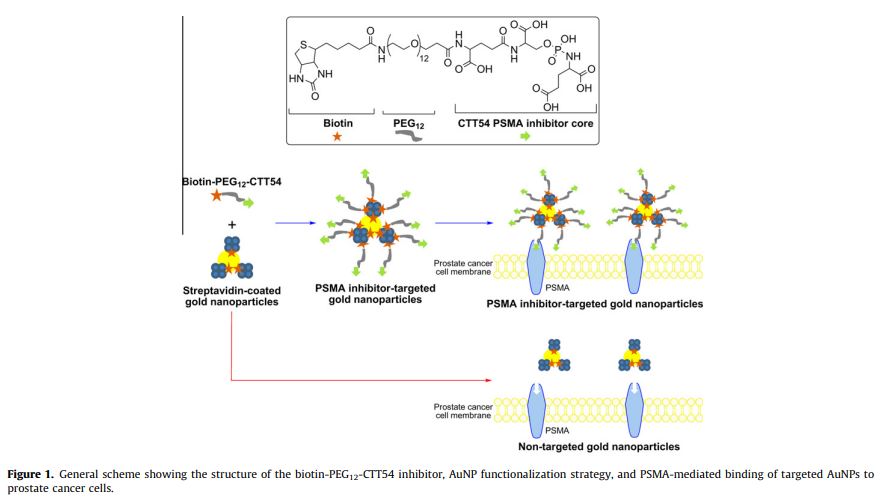 O
S
HN
NH
O
N
H
O
12
H
N
O
O
OH
O
N
H
O
OH
O
P
OH
O
NH
O
OH
O
OH
Biotin
PEG12
CTT54 PSMA inhibitor core
Biotin-PEG12-CTT54
+
Streptavidin-coated
gold nanoparticles
PSMA inhibitor-targeted
gold nanoparticles
Prostate cancer
cell membrane
PSMA
PSMA inhibitor-targeted gold nanoparticles
Prostate cancer
cell membrane
PSMA
Non-targeted gold nanoparticles
Figure 1. General scheme showing the structure of the biotin-PEG12-CTT54 inhibitor, AuNP functionalization strategy, and PSMA-mediated binding of targeted AuNPs to
prostate cancer cells.